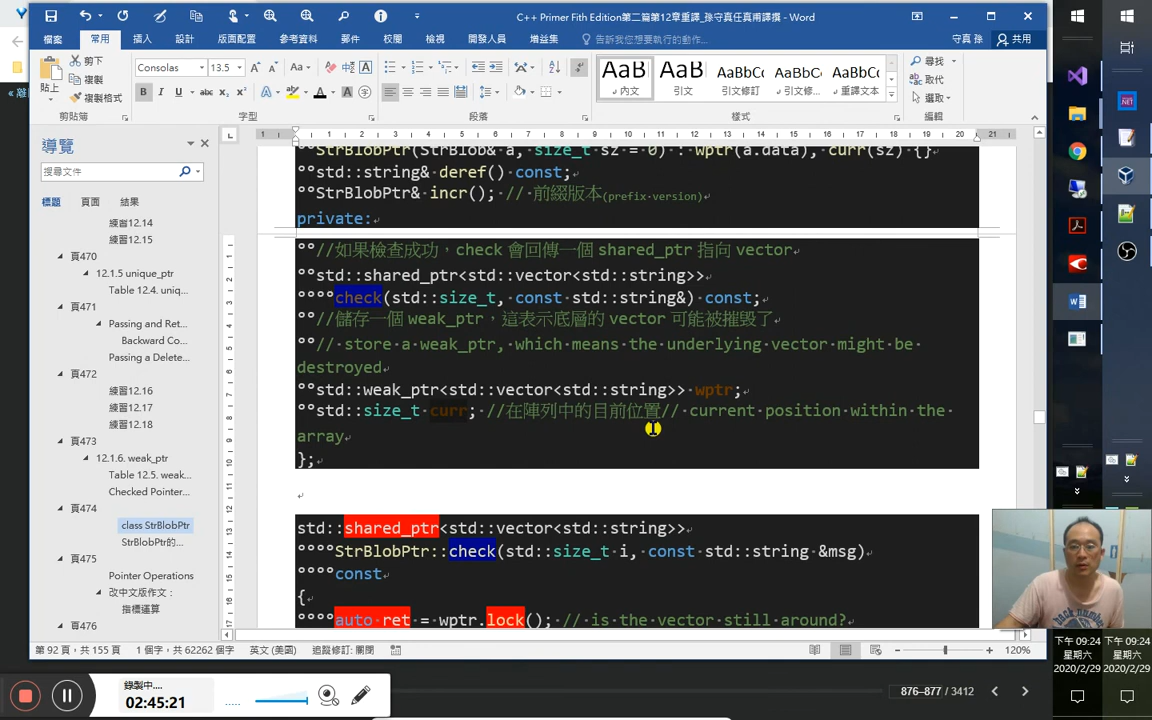 C++ Primer Fith Edition第二篇第12章重譯_孫守真任真甫譯撰 - Word
檔案 常用 插入 設計 版面配置 參考資料 郵件 校閱 檢視 開發人員 增益集 告訴我您想要執行的動作... 守真 孫 共用
貼上 剪下 複製 複製格式
Consolas 13.5
AaB 內文 AaB 引文 AaBbCc 引文修訂 AaBbCc 引文修... AaBbCc 重譯文本
尋找 取代 選取
剪貼簿 字型 段落 樣式 編輯
導覽
搜尋文件
標題 頁面 結果
練習12.14
練習12.15
頁470
12.1.5 unique_ptr
Table 12.4. uniq...
頁471
Passing and Ret...
Backward Co...
Passing a Delete...
頁472
練習12.16
練習12.17
練習12.18
頁473
12.1.6. weak_ptr
Table 12.5. weak...
Checked Pointer...
頁474
class StrBlobPtr
StrBlobPtr的...
頁475
Pointer Operations
改中文版作文：
指標運算
頁476
StrBlobPtr(StrBlob& a, size_t sz = 0) : wptr(a.data), curr(sz) {}
std::string& deref() const;
StrBlobPtr& incr(); // 前綴版本(prefix version)
private:
//如果檢查成功，check 會回傳一個 shared_ptr 指向 vector
std::shared_ptr<std::vector<std::string>>
check(std::size_t, const std::string&) const;
//儲存一個 weak_ptr，這表示底層的 vector 可能被摧毀了
// store a weak_ptr, which means the underlying vector might be
destroyed
std::weak_ptr<std::vector<std::string>> wptr;
std::size_t curr; //在陣列中的目前位置// current position within the
array
};
std::shared_ptr<std::vector<std::string>>
StrBlobPtr::check(std::size_t i, const std::string &msg)
const
{
auto ret = wptr.lock(); // is the vector still around?
第 92 頁，共 155 頁 1 個字，共 62262 個字 英文 (美國) 追蹤修訂: 關閉 120%
錄製中...
02:45:21
876–877 / 3412
下午 09:24
星期六
2020/2/29
下午 09:24
星期六
2020/2/29